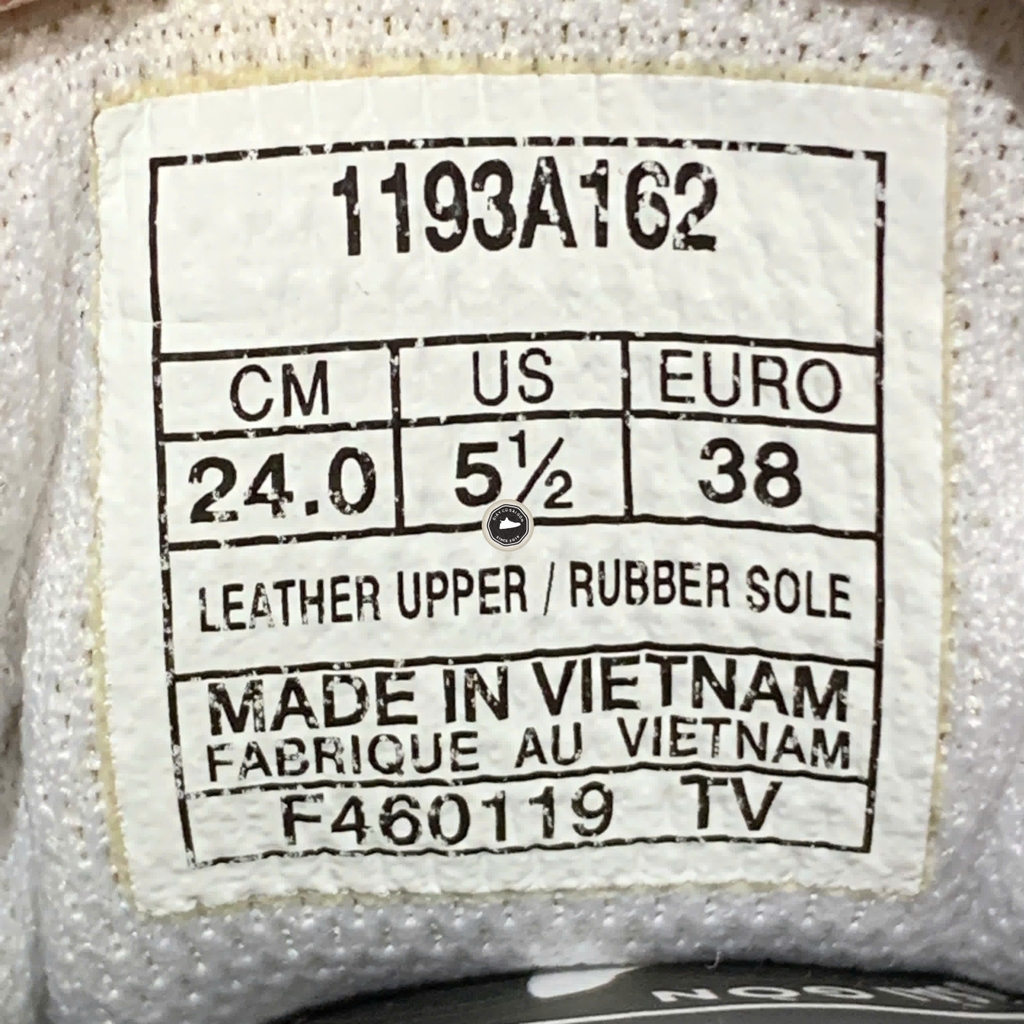 1193A162
CM US EURO
24.0 5½ 38
LEATHER UPPER / RUBBER SOLE
MADE IN VIETNAM
FABRIQUE AU VIETNAM
F460119 TV